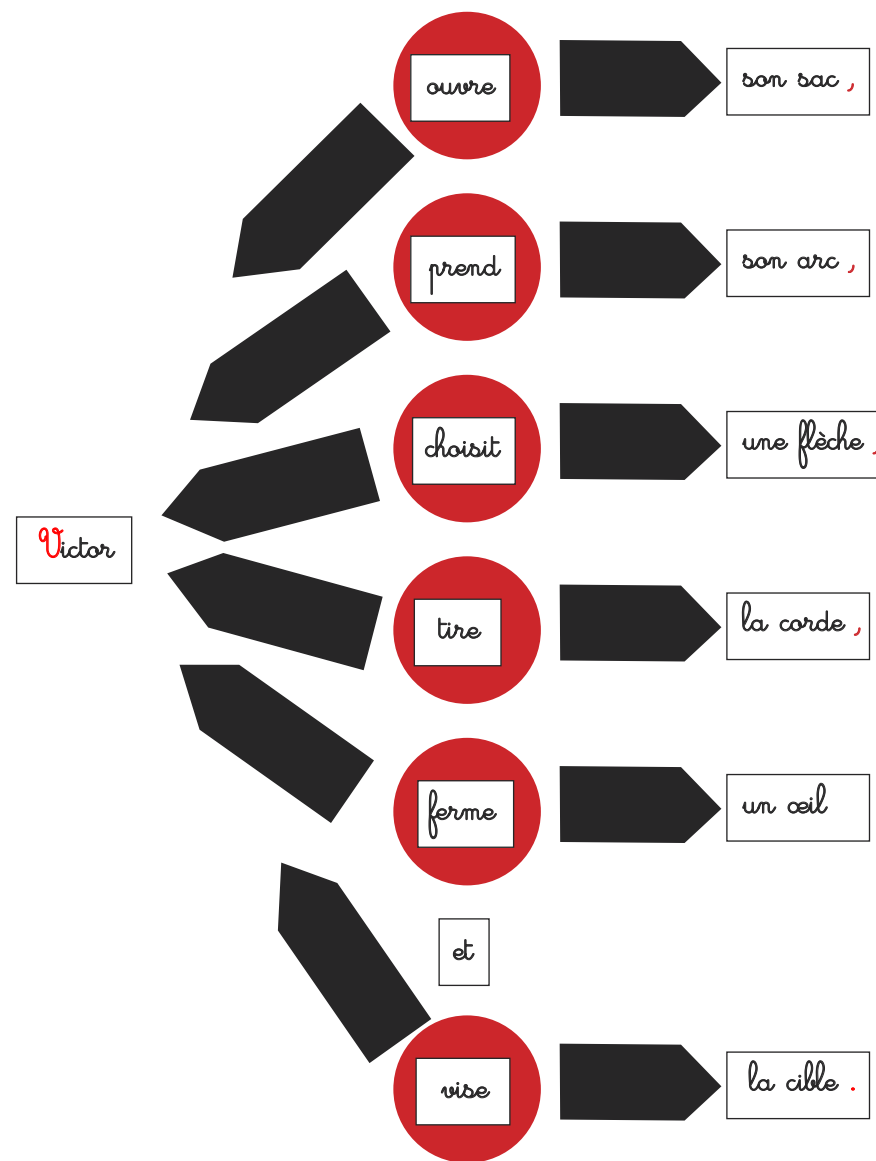 Victor
ouvre son sac ,
prend son arc ,
choisit une flèche ,
tire la corde ,
ferme un œil
et
vise la cible .